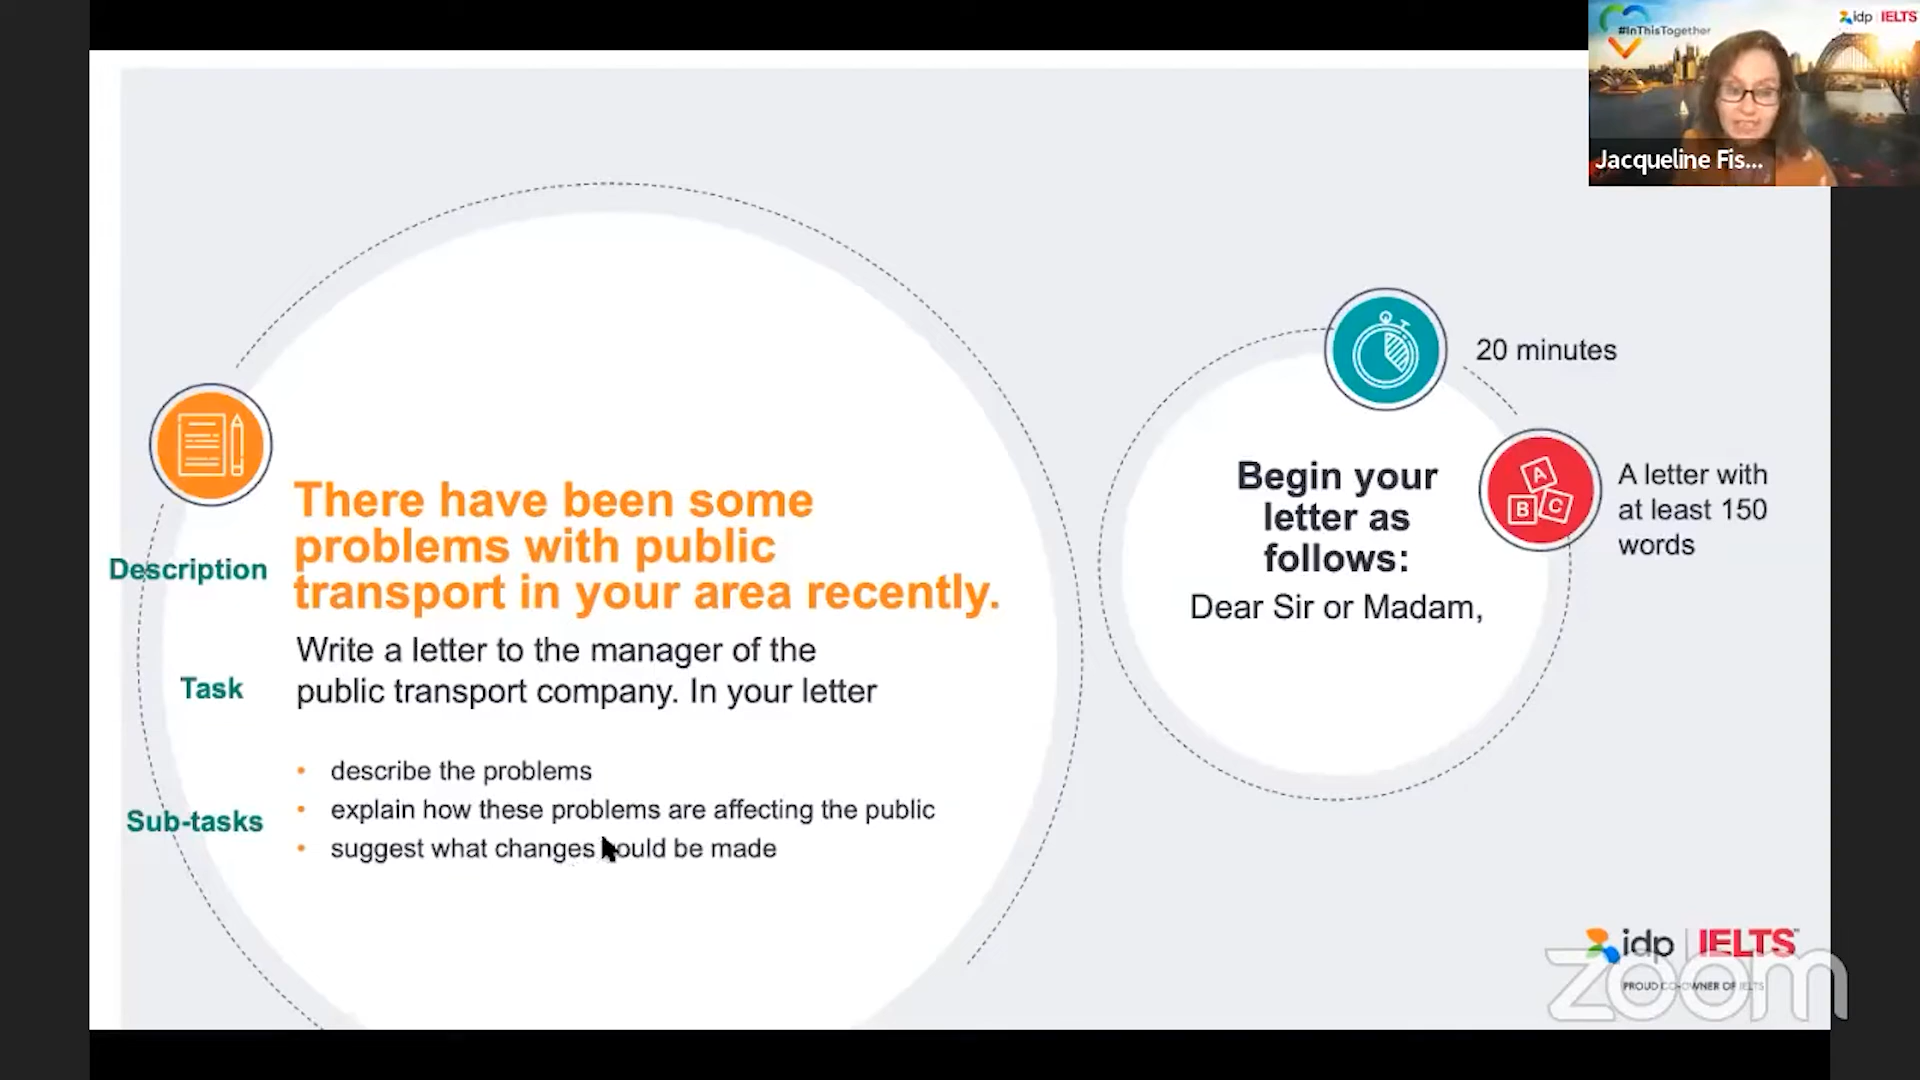 #InThisTogether
idp IELTS
Jacqueline Fis...
20 minutes
A
B C
A letter with
at least 150
words
Begin your
letter as
follows:
Dear Sir or Madam,
Description
There have been some
problems with public
transport in your area recently.
Task
Write a letter to the manager of the
public transport company. In your letter
Sub-tasks
• describe the problems
• explain how these problems are affecting the public
• suggest what changes could be made
idp IELTS™
PROUD CO-OWNER OF IELTS
zoom